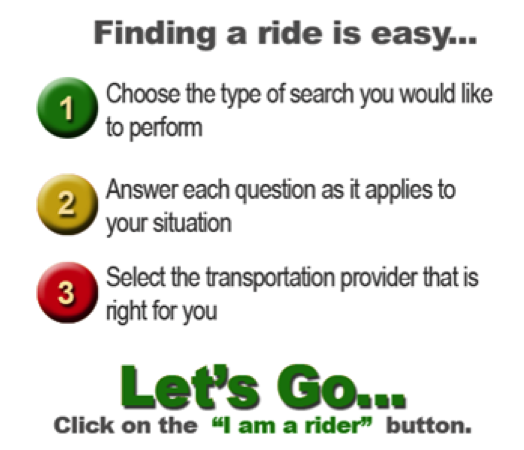 Finding a ride is easy...
1
Choose the type of search you would like
to perform
2
Answer each question as it applies to
your situation
3
Select the transportation provider that is
right for you
Let's Go...
Click on the "I am a rider" button.